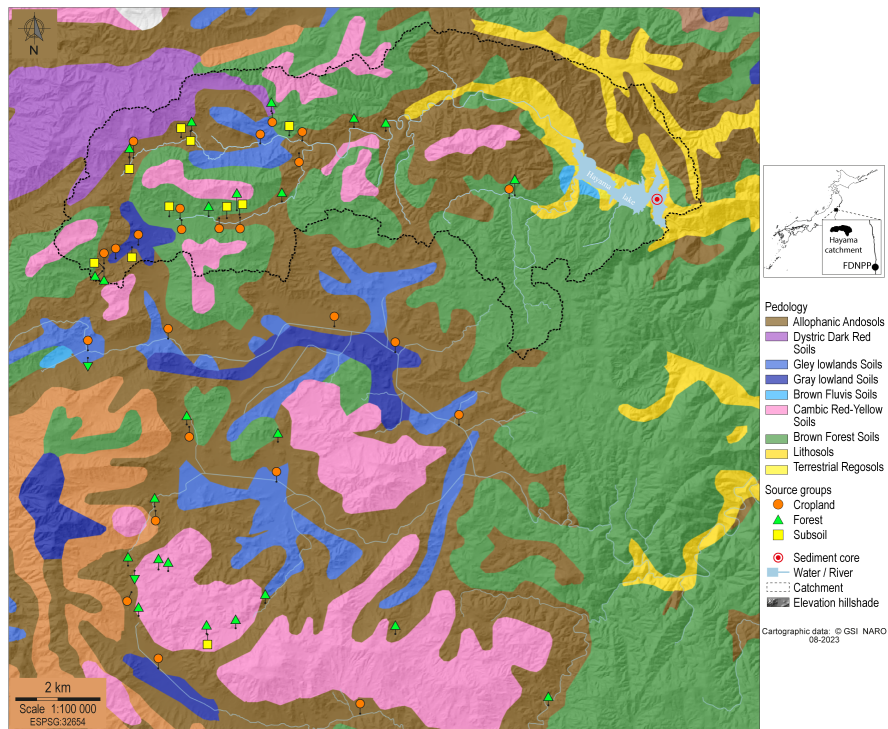 N
Hayama
lake
2 km
Scale 1:100 000
ESPSG:32654
Hayama
catchment
FDNPP
Pedology
Allophanic Andosols
Dystric Dark Red
Soils
Gley lowlands Soils
Gray lowland Soils
Brown Fluvis Soils
Cambic Red-Yellow
Soils
Brown Forest Soils
Lithosols
Terrestrial Regosols
Source groups
Cropland
Forest
Subsoil
Sediment core
Water / River
Catchment
Elevation hillshade
Cartographic data: © GSI NARO
08-2023